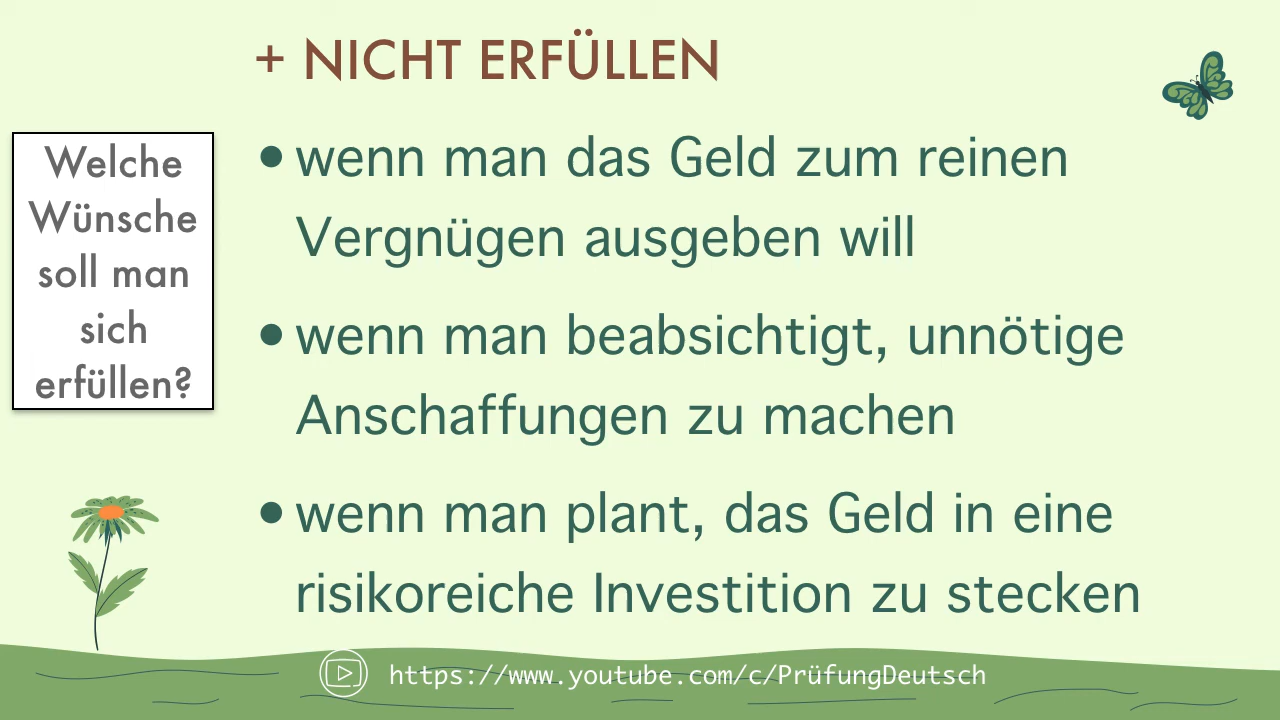 + NICHT ERFÜLLEN
Welche
Wünsche
soll man
sich
erfüllen?
• wenn man das Geld zum reinen
Vergnügen ausgeben will
• wenn man beabsichtigt, unnötige
Anschaffungen zu machen
• wenn man plant, das Geld in eine
risikoreiche Investition zu stecken
https://www.youtube.com/c/PrüfungDeutsch